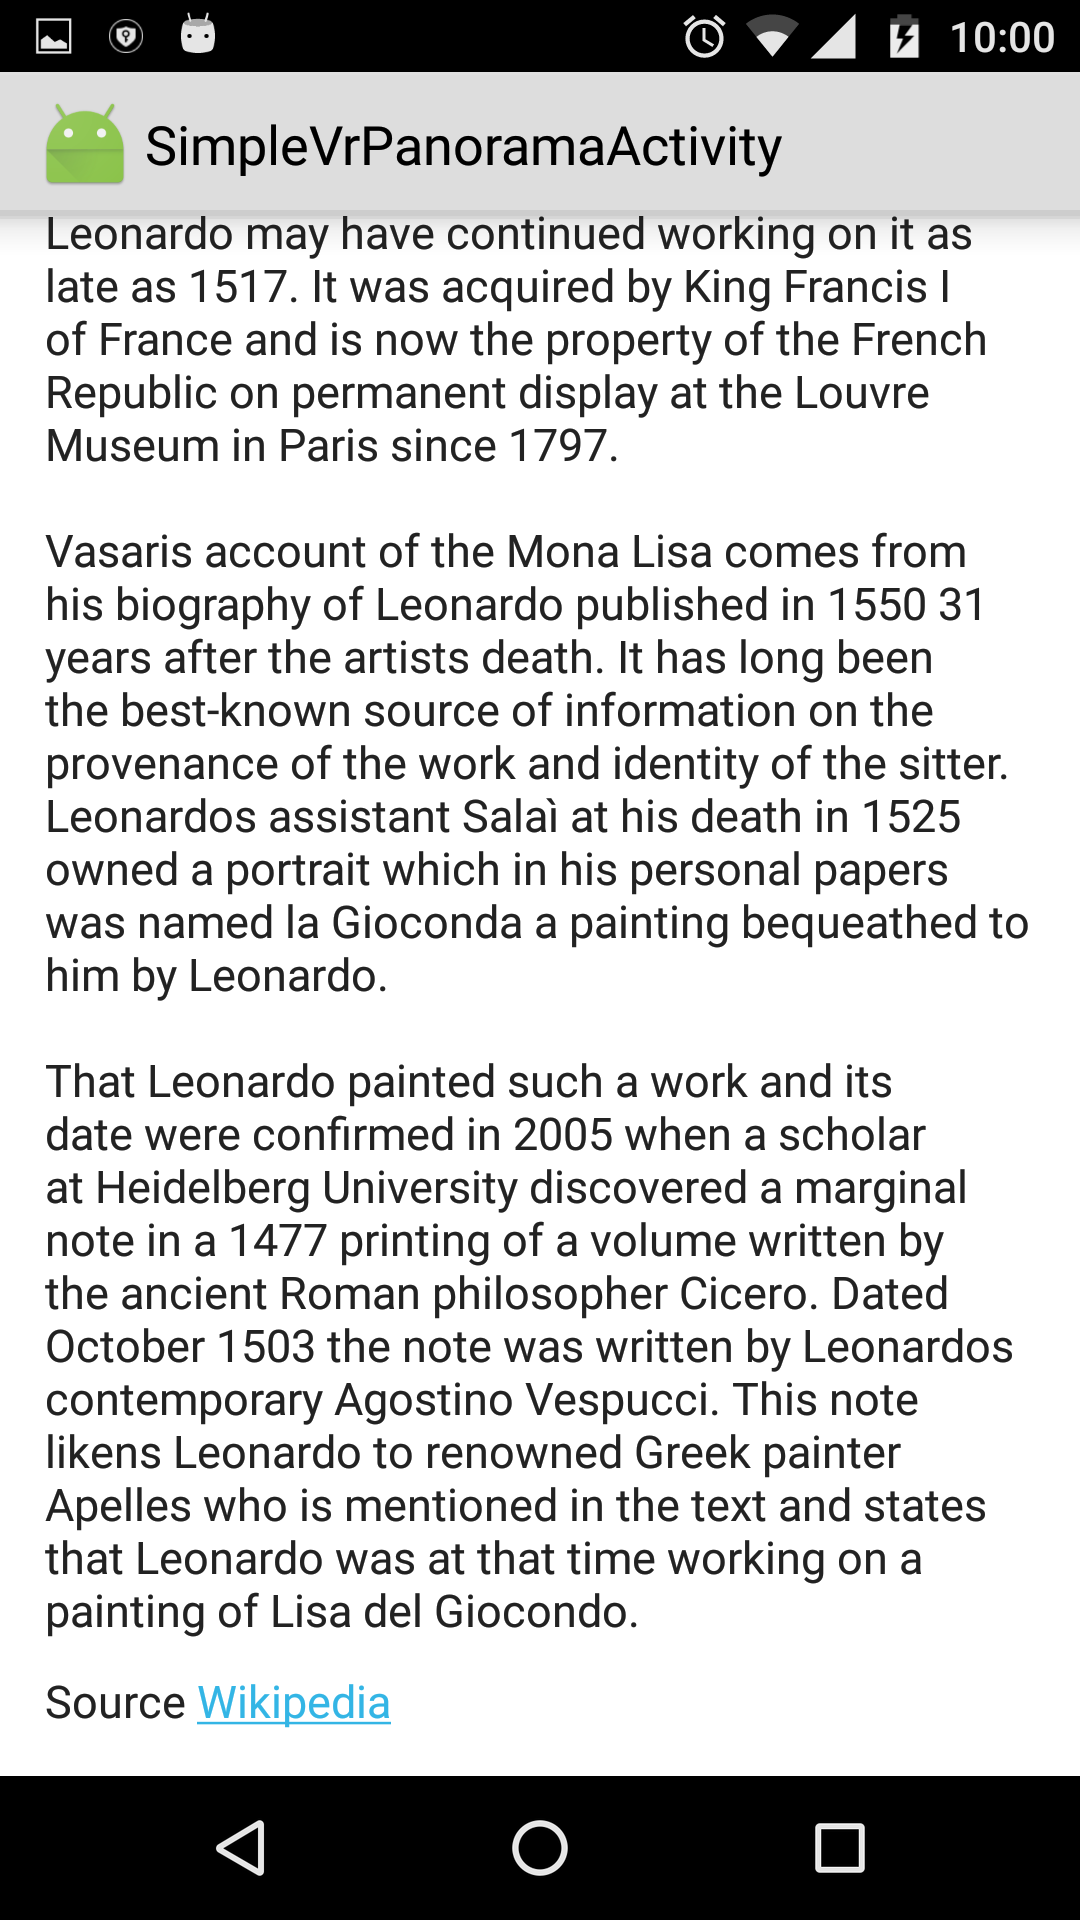 10:00
SimpleVrPanoramaActivity
Leonardo may have continued working on it as
late as 1517. It was acquired by King Francis I
of France and is now the property of the French
Republic on permanent display at the Louvre
Museum in Paris since 1797.
Vasaris account of the Mona Lisa comes from
his biography of Leonardo published in 1550 31
years after the artists death. It has long been
the best-known source of information on the
provenance of the work and identity of the sitter.
Leonardos assistant Salaì at his death in 1525
owned a portrait which in his personal papers
was named la Gioconda a painting bequeathed to
him by Leonardo.
That Leonardo painted such a work and its
date were confirmed in 2005 when a scholar
at Heidelberg University discovered a marginal
note in a 1477 printing of a volume written by
the ancient Roman philosopher Cicero. Dated
October 1503 the note was written by Leonardos
contemporary Agostino Vespucci. This note
likens Leonardo to renowned Greek painter
Apelles who is mentioned in the text and states
that Leonardo was at that time working on a
painting of Lisa del Giocondo.
Source Wikipedia